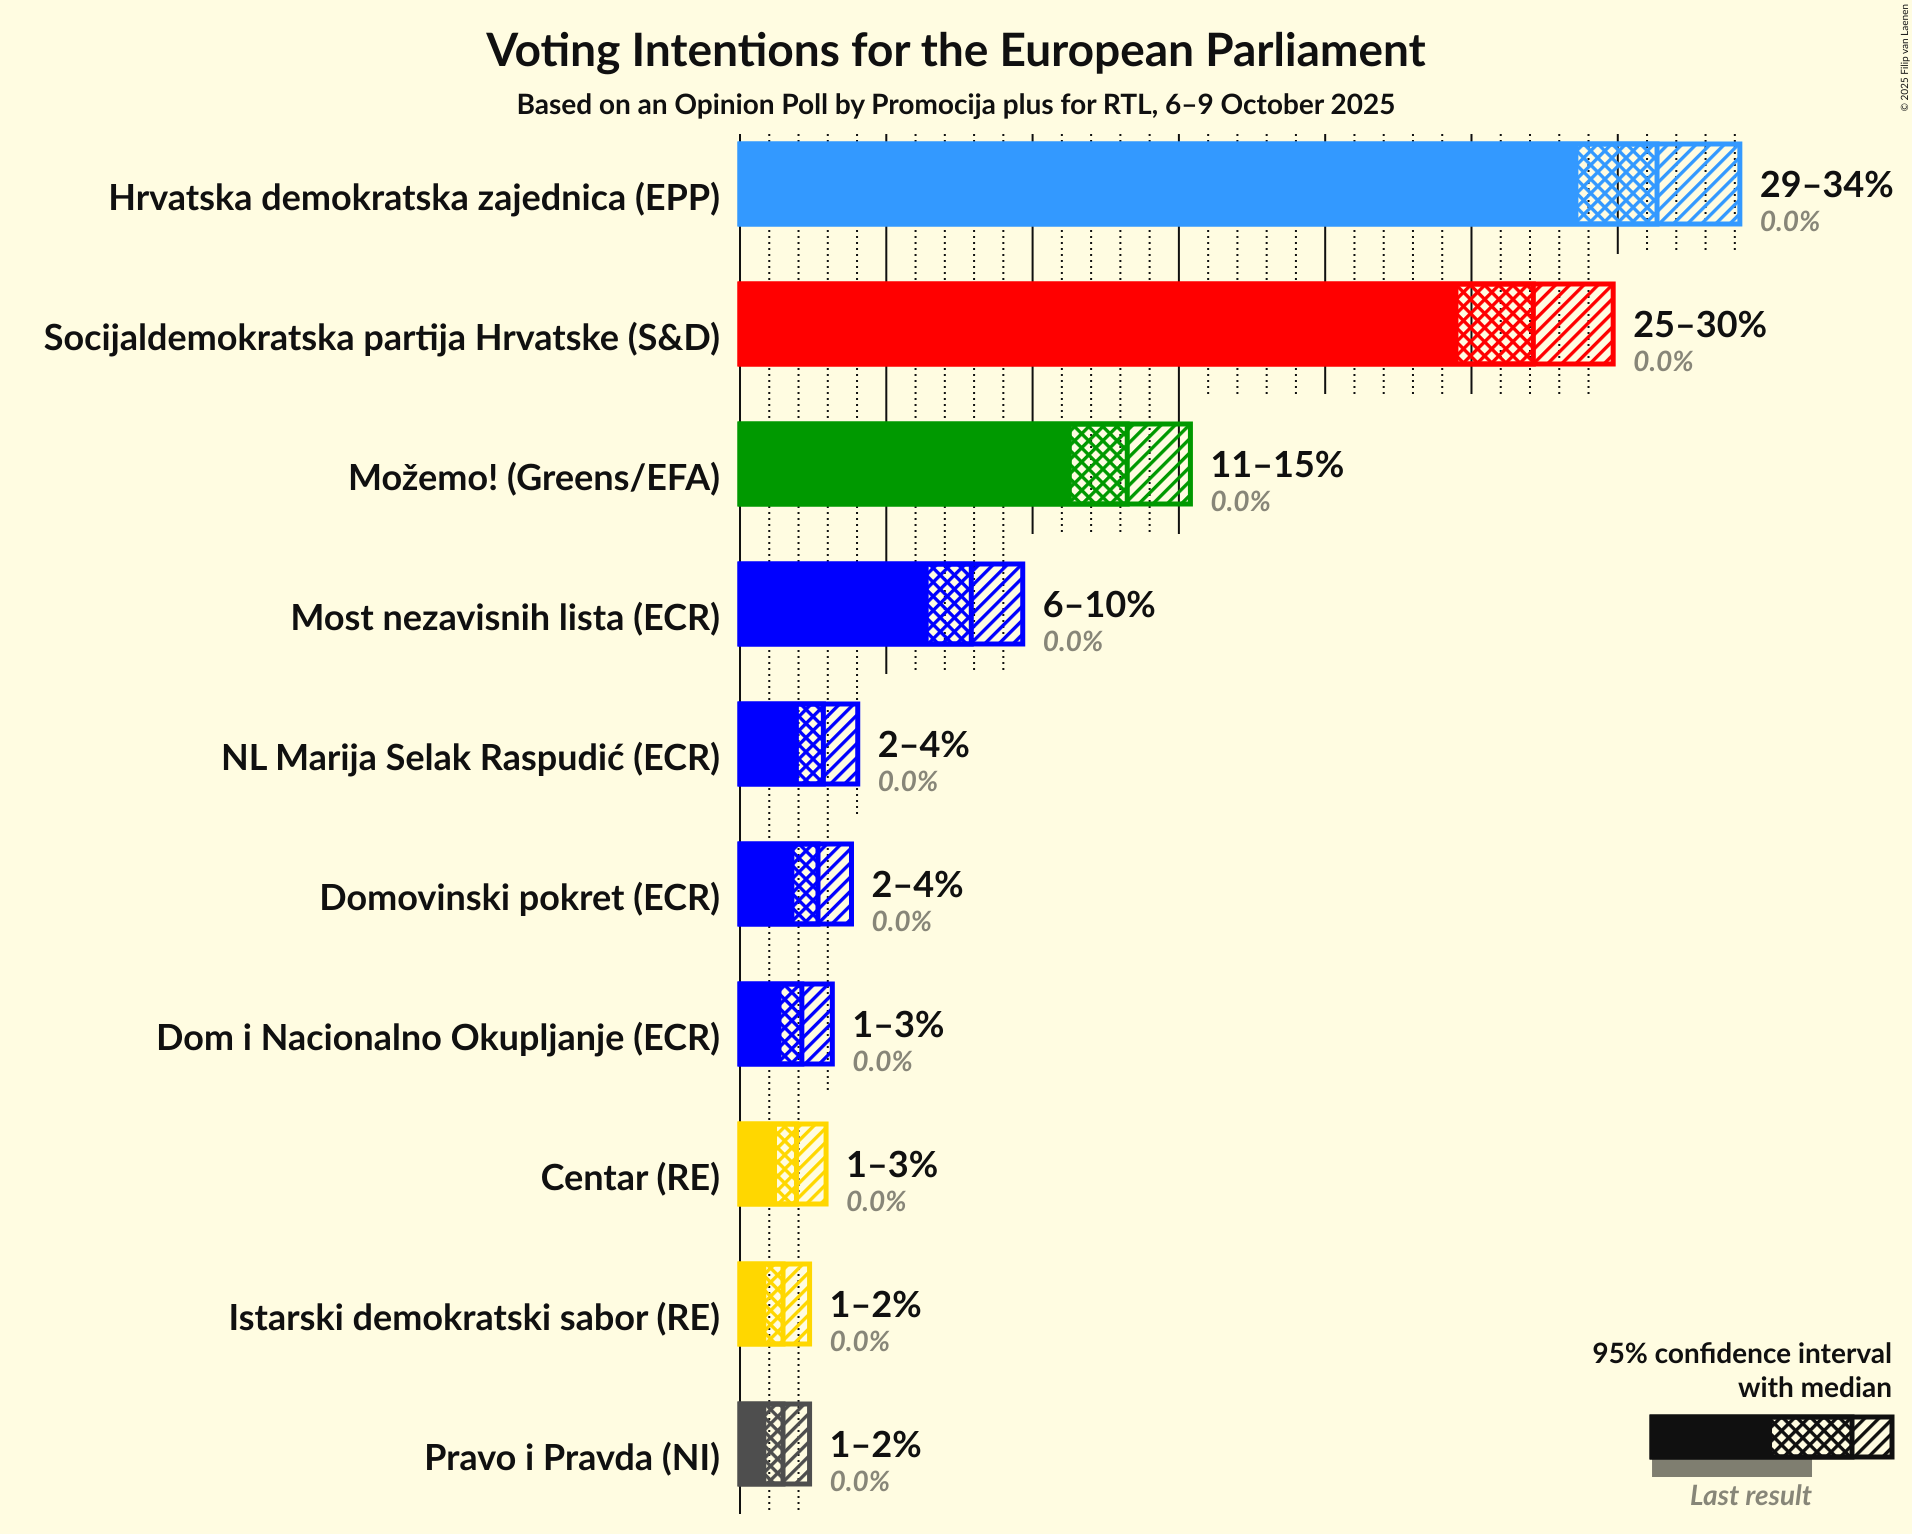 Voting Intentions for the European Parliament
Based on an Opinion Poll by Promocija plus for RTL, 6–9 October 2025
© 2025 Filip van Laenen
Hrvatska demokratska zajednica (EPP)
29–34%
0.0%
Socijaldemokratska partija Hrvatske (S&D)
25–30%
0.0%
Možemo! (Greens/EFA)
11–15%
0.0%
Most nezavisnih lista (ECR)
6–10%
0.0%
NL Marija Selak Raspudić (ECR)
2–4%
0.0%
Domovinski pokret (ECR)
2–4%
0.0%
Dom i Nacionalno Okupljanje (ECR)
1–3%
0.0%
Centar (RE)
1–3%
0.0%
Istarski demokratski sabor (RE)
1–2%
0.0%
Pravo i Pravda (NI)
1–2%
0.0%
95% confidence interval
with median
Last result